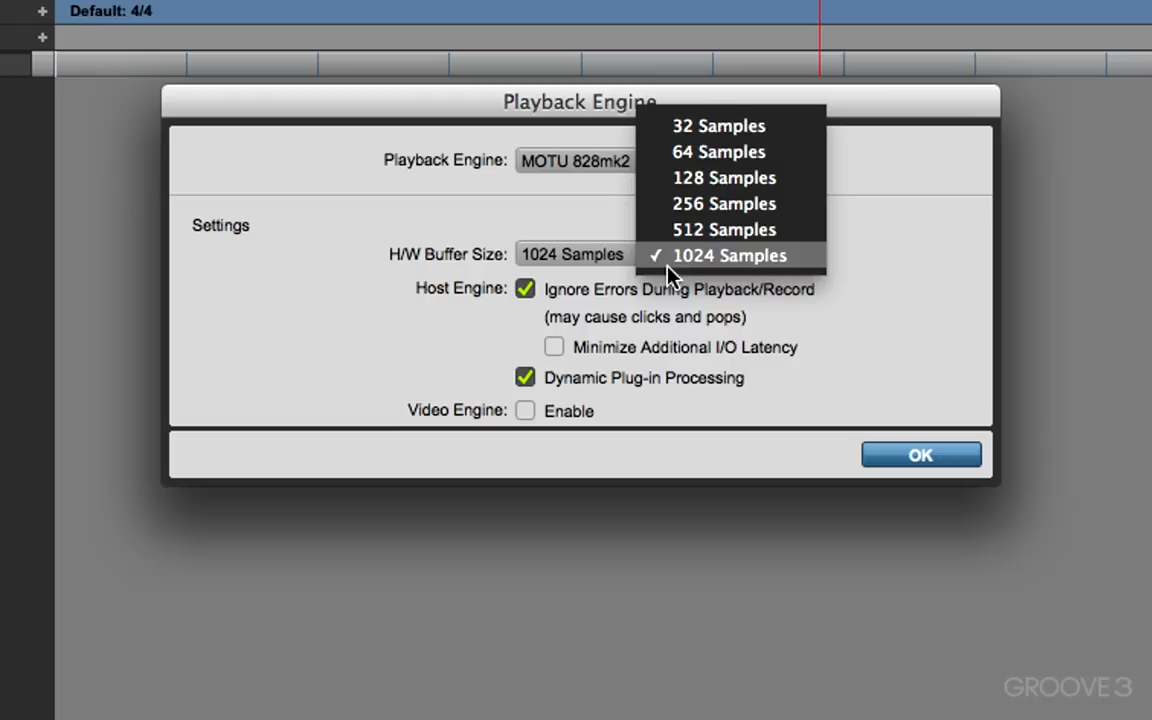 Default: 4/4
Playback Engine
32 Samples
64 Samples
128 Samples
256 Samples
512 Samples
✓ 1024 Samples
Playback Engine: MOTU 828mk2
Settings
H/W Buffer Size: 1024 Samples
Host Engine: Ignore Errors During Playback/Record
(may cause clicks and pops)
Minimize Additional I/O Latency
Dynamic Plug-in Processing
Video Engine: Enable
OK
GROOVE3